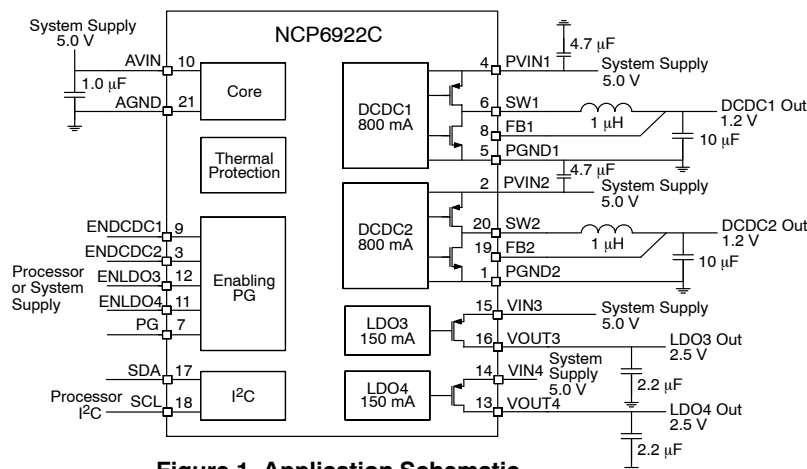 System Supply
5.0 V
AVIN 10
1.0 µF
AGND 21
NCP6922C
Core
Thermal
Protection
ENDCDC1 9
ENDCDC2 3
Processor
or System
Supply
ENLDO3 12
ENLDO4 11
PG 7
Enabling
PG
SDA 17
Processor
I²C
SCL 18
I²C
DCDC1
800 mA
4 PVIN1
4.7 µF
System Supply
5.0 V
6 SW1
1 µH
DCDC1 Out
1.2 V
8 FB1
10 µF
5 PGND1
4.7 µF
DCDC2
800 mA
2 PVIN2
System Supply
5.0 V
20 SW2
1 µH
DCDC2 Out
1.2 V
19 FB2
10 µF
1 PGND2
LDO3
150 mA
15 VIN3
System Supply
5.0 V
16 VOUT3
LDO3 Out
2.5 V
2.2 µF
LDO4
150 mA
14 VIN4
System
Supply
5.0 V
13 VOUT4
LDO4 Out
2.5 V
2.2 µF
Figure 1. Application Schematic